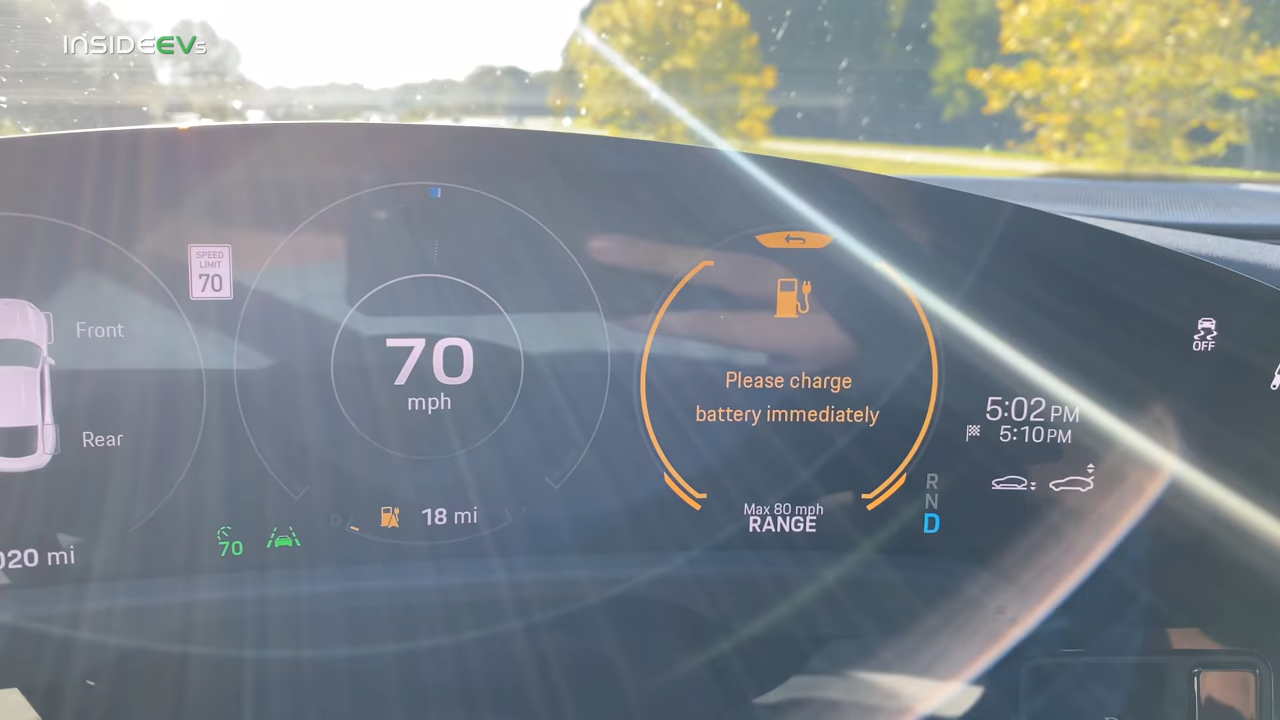 INSIDEEVs
SPEED
LIMIT
70
Front
Rear
70
mph
020 mi
70
18 mi
Please charge
battery immediately
Max 80 mph
RANGE
R
N
D
5:02 PM
5:10 PM
OFF